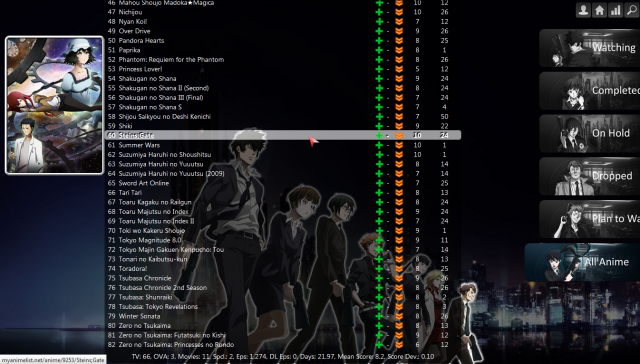 46 Mahou Shoujo Madoka★Magica + - 10 12
47 Nichijou + - 10 26
48 Nyan Koi! + - 7 12
49 Over Drive + - 9 26
50 Pandora Hearts + - 8 25
51 Paprika + - 8 1
52 Phantom: Requiem for the Phantom + - 8 26
53 Princess Lover! + - 5 12
54 Shakugan no Shana + - 9 24
55 Shakugan no Shana II (Second) + - 8 24
56 Shakugan no Shana III (Final) + - 7 24
57 Shakugan no Shana S + - 7 4
58 Shijou Saikyou no Deshi Kenichi + - 7 50
59 Shiki + - 9 22
60 Steins;Gate + - 10 24
61 Summer Wars + - 10 1
62 Suzumiya Haruhi no Shoushitsu + - 10 1
63 Suzumiya Haruhi no Yuuutsu + - 8 14
64 Suzumiya Haruhi no Yuuutsu (2009) + - 7 14
65 Sword Art Online + - 7 25
66 Tari Tari + - 8 13
67 Toaru Kagaku no Railgun + - 8 24
68 Toaru Majutsu no Index + - 9 24
69 Toaru Majutsu no Index II + - 9 24
70 Toki wo Kakeru Shoujo + - 9 1
71 Tokyo Magnitude 8.0 + - 9 11
72 Tokyo Majin Gakuen Kenpucho: Tou + - 7 14
73 Tonari no Kaibutsu-kun + - 8 13
74 Toradora! + - 8 25
75 Tsubasa Chronicle + - 9 26
76 Tsubasa Chronicle 2nd Season + - 8 26
77 Tsubasa: Shunraiki + - 8 2
78 Tsubasa: Tokyo Revelations + - 8 3
79 Winter Sonata + - 8 26
80 Zero no Tsukaima + - 8 13
81 Zero no Tsukaima: Futatsuki no Kishi + - 9 12
82 Zero no Tsukaima: Princesses no Rondo + - 6 12
TV: 66, OVA: 3, Movies: 11, Spcl.: 2, Eps: 1,274, DL Eps: 0, Days: 21.97, Mean Score: 8.2, Score Dev.: 0.10
Watching
Completed
On Hold
Dropped
Plan to Wa
All Anime
myanimelist.net/anime/9253/Steins;Gate